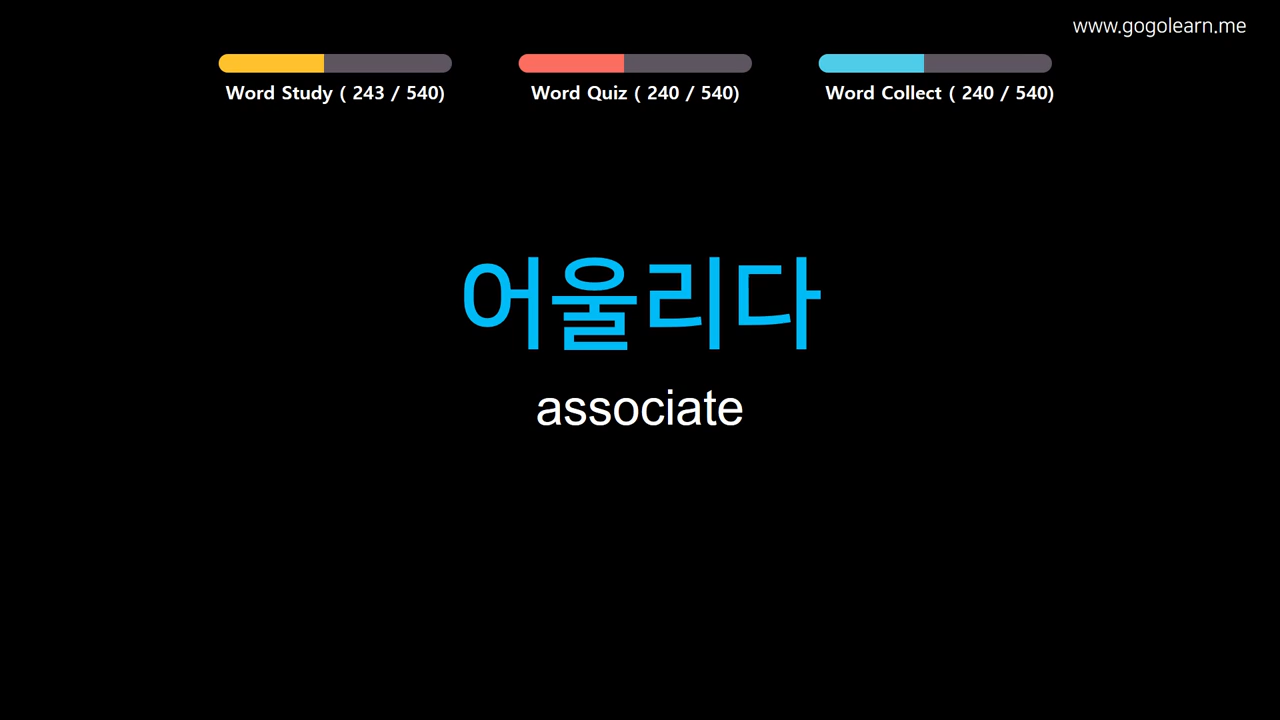 www.gogolearn.me
Word Study ( 243 / 540)
Word Quiz ( 240 / 540)
Word Collect ( 240 / 540)
어울리다
associate